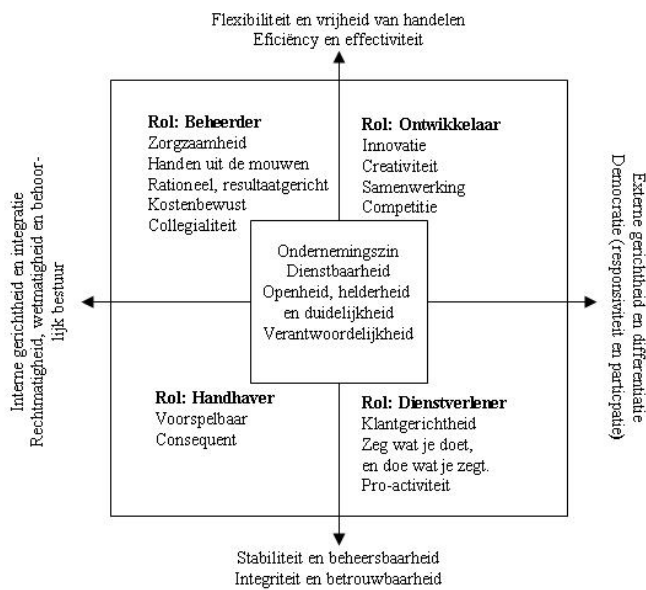 Flexibiliteit en vrijheid van handelen
Eficiëncy en effectiviteit
Rol: Beheerder
Zorgzaamheid
Handen uit de mouwen
Rationeel, resultaatgericht
Kostenbewust
Collegialiteit
Rol: Ontwikkelaar
Innovatie
Creativiteit
Samenwerking
Competitie
Interne gerichtheid en integratie
Rechtmatigheid, wetmatigheid en behoor-
lijk bestuur
Ondernemingszin
Dienstbaarheid
Openheid, helderheid
en duidelijkheid
Verantwoordelijkheid
Externe gerichtheid en differentiatie
Democratie (responsiviteit en particpatie)
Rol: Handhaver
Voorspelbaar
Consequent
Rol: Dienstverlener
Klantgerichtheid
Zeg wat je doet,
en doe wat je zegt.
Pro-activiteit
Stabiliteit en beheersbaarheid
Integriteit en betrouwbaarheid